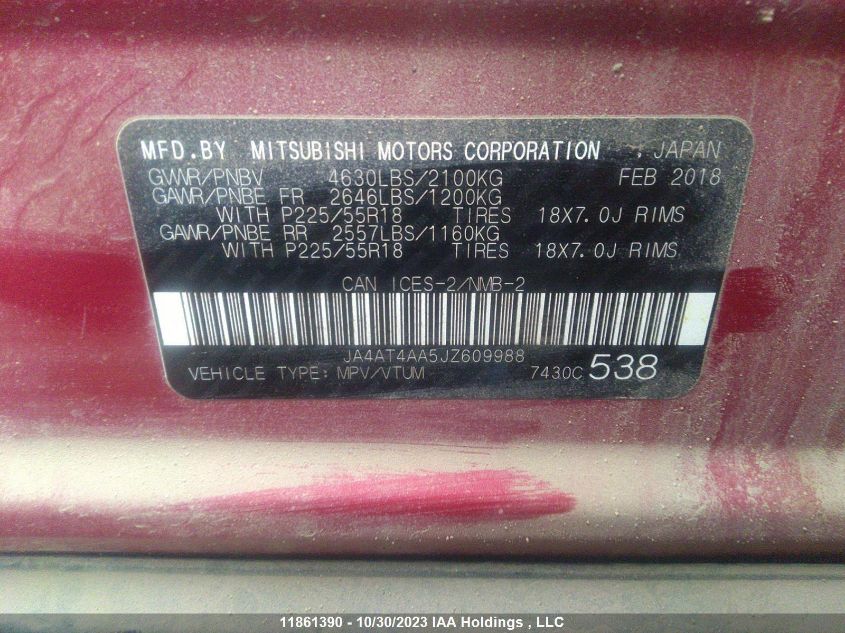 MFD.BY MITSUBISHI MOTORS CORPORATION , JAPAN
GVWR/PNBV 4630LBS/2100KG FEB 2018
GAWR/PNBE FR 2646LBS/1200KG
WITH P225/55R18 TIRES 18X7.0J RIMS
GAWR/PNBE RR 2557LBS/1160KG
WITH P225/55R18 TIRES 18X7.0J RIMS
CAN ICES-2/NMB-2
JA4AT4AA5JZ609988
VEHICLE TYPE: MPV/VTUM 7430C 538
11861390 - 10/30/2023 IAA Holdings , LLC